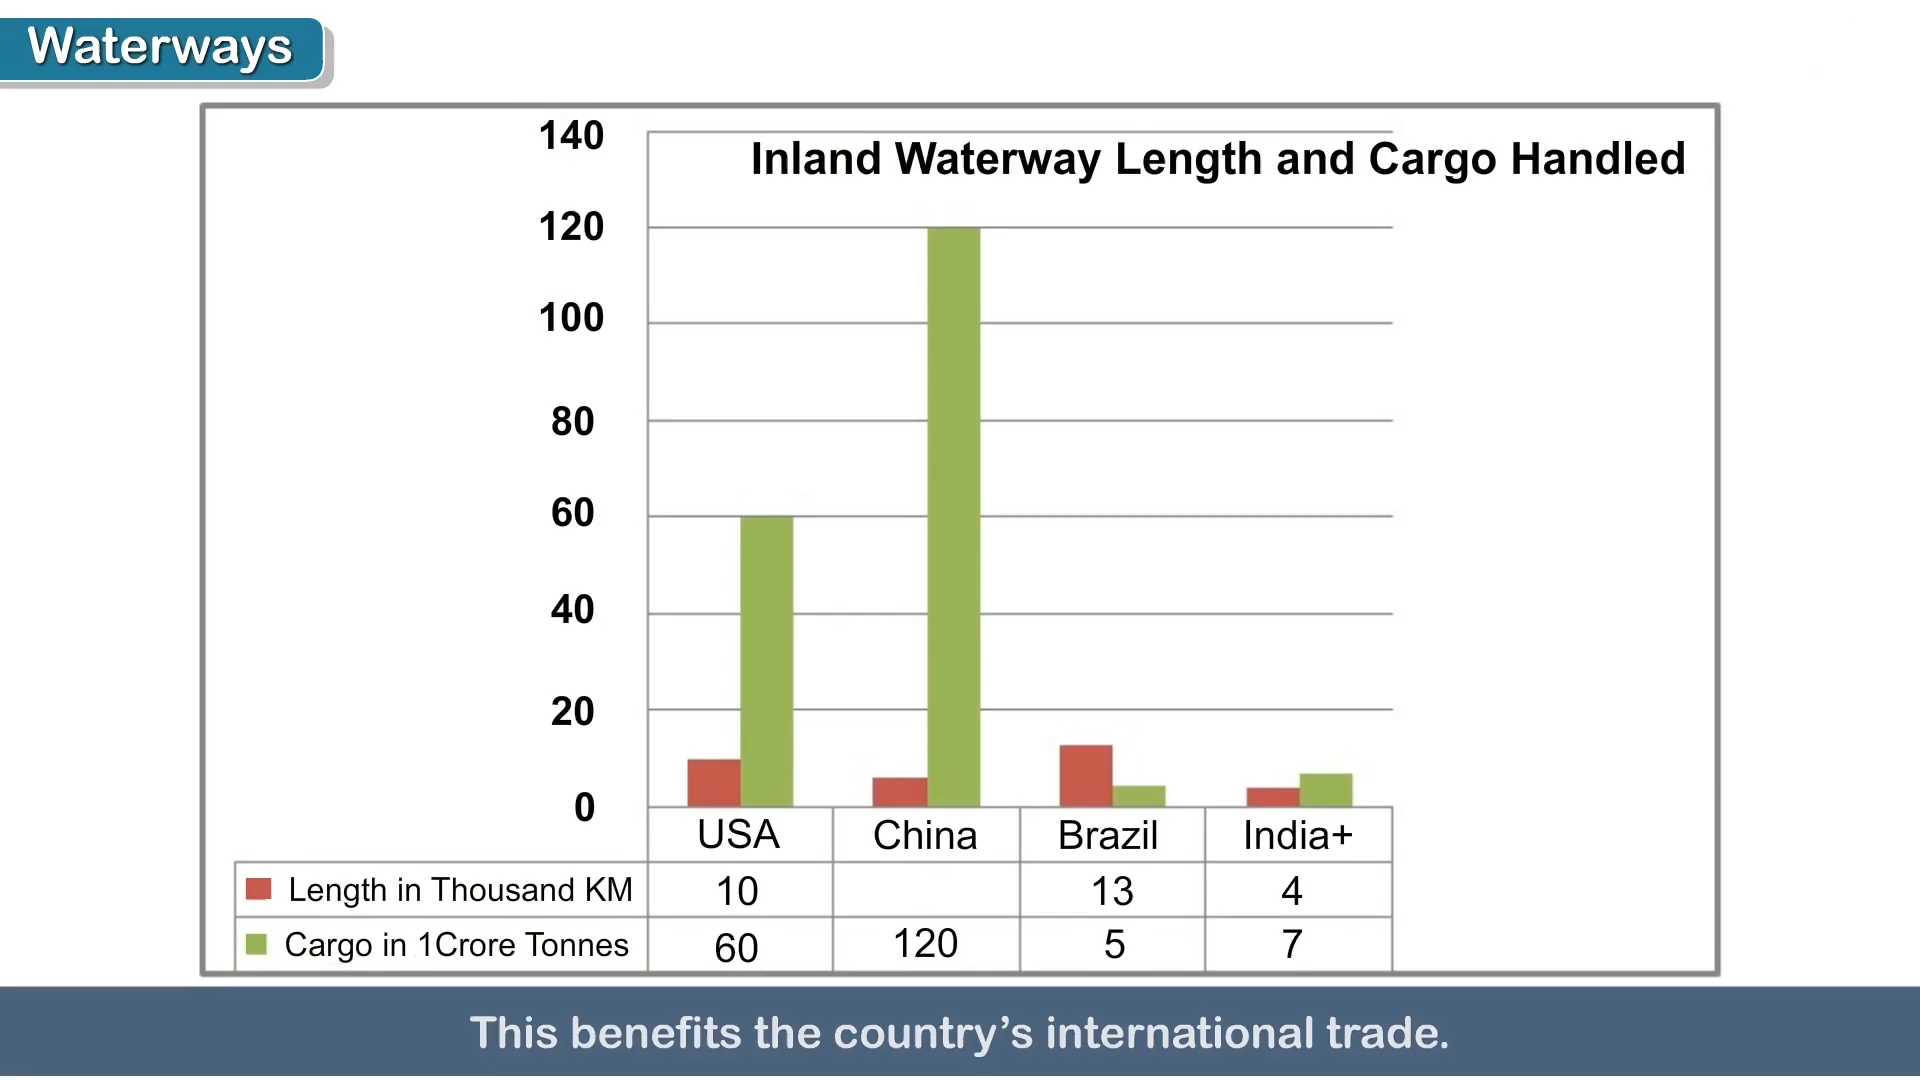 Waterways
Inland Waterway Length and Cargo Handled
140
120
100
80
60
40
20
0
USA China Brazil India+
Length in Thousand KM 10 13 4
Cargo in 1Crore Tonnes 60 120 5 7
This benefits the country’s international trade.